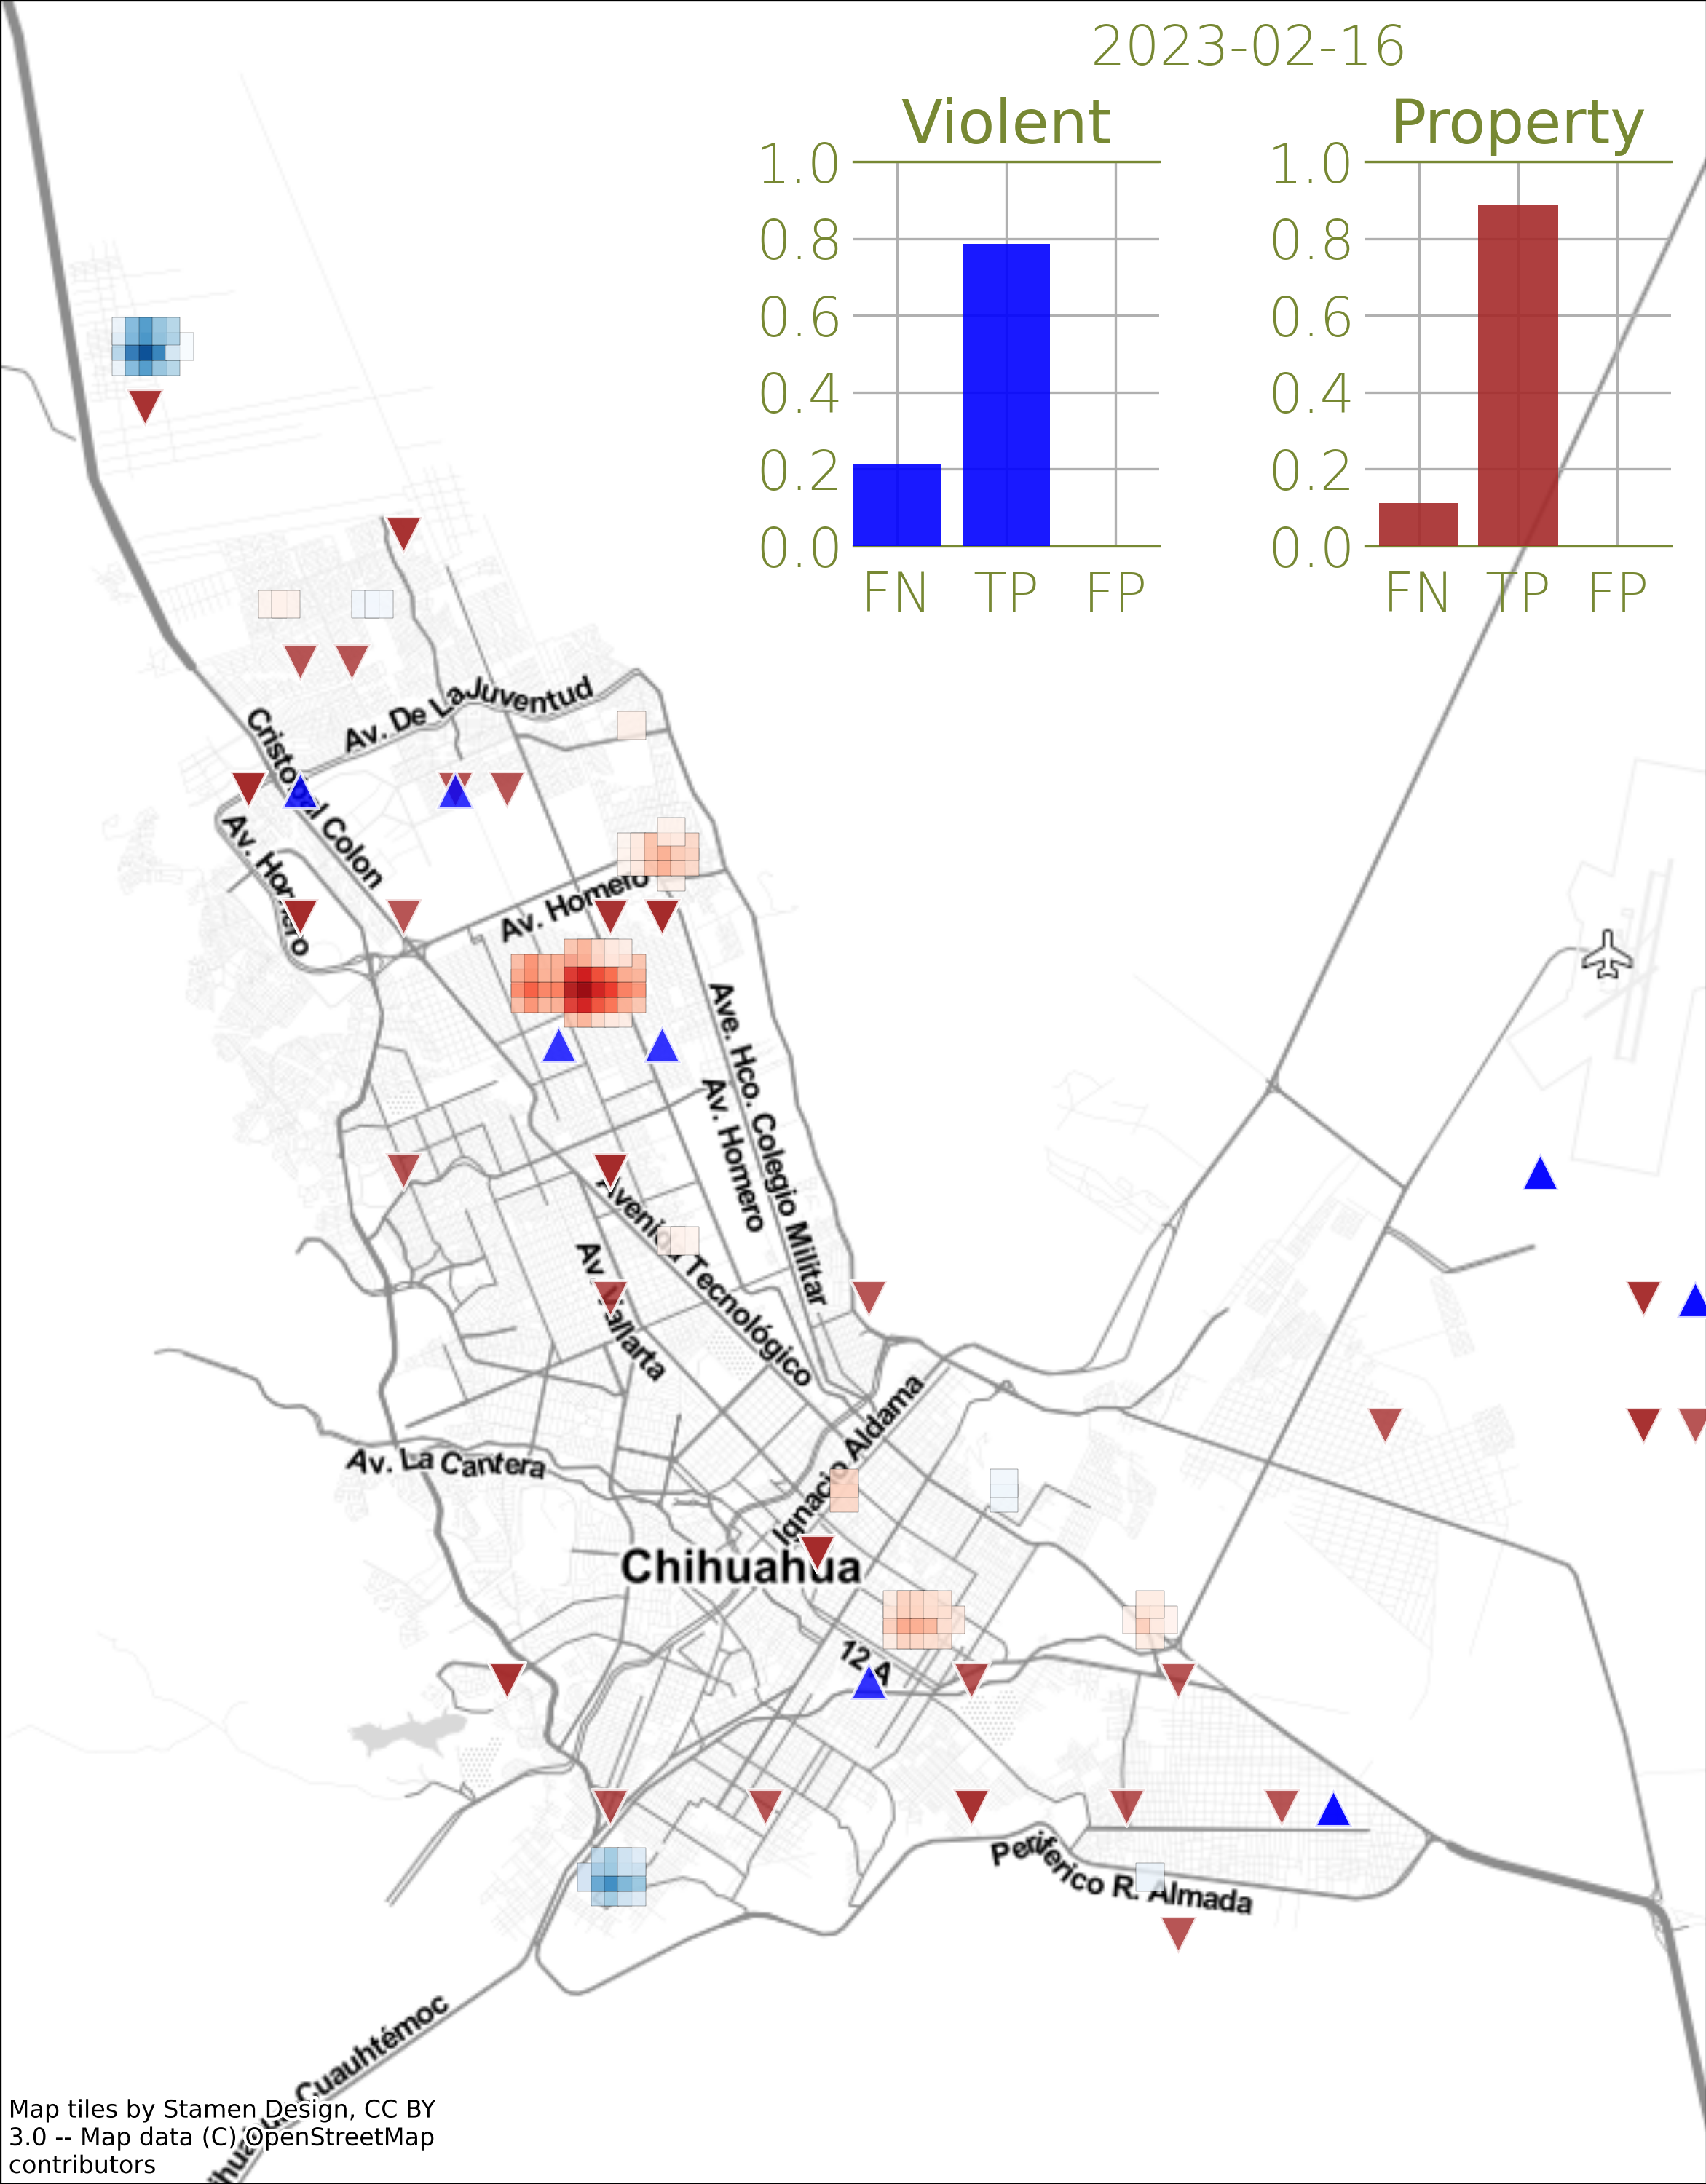 2023-02-16
Violent
Property
1.0
0.8
0.6
0.4
0.2
0.0
FN TP FP
1.0
0.8
0.6
0.4
0.2
0.0
FN TP FP
Av. De La Juventud
Cristobal Colon
Av. Homero
Av. Homero
Ave. Hco. Colegio Militar
Av. Homero
Avenida Tecnológico
Av. Vallarta
Ignacio Aldama
Av. La Cantera
Chihuahua
12 A
Periferico R. Almada
Cuauhtémoc
Map tiles by Stamen Design, CC BY
3.0 -- Map data (C) OpenStreetMap
contributors